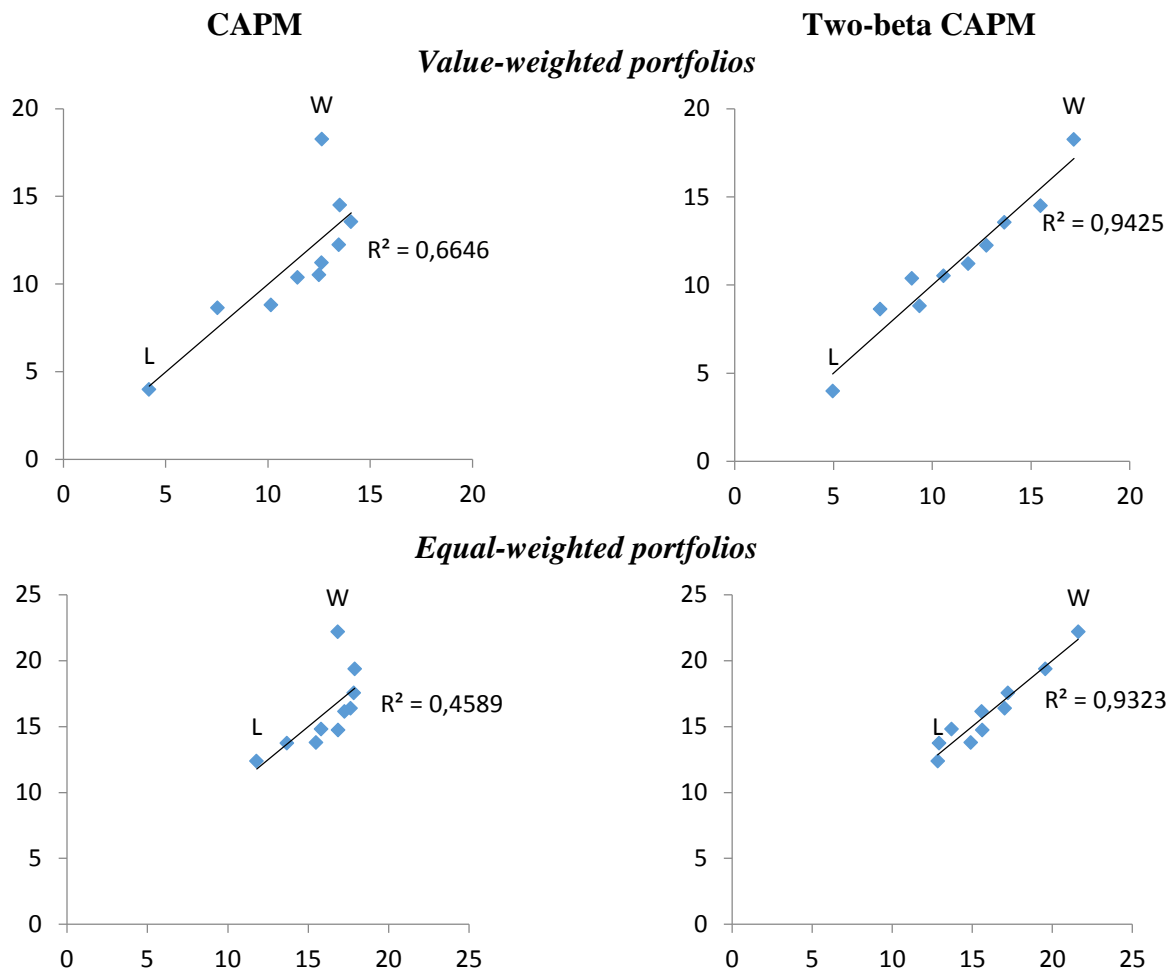 CAPM Two-beta CAPM
Value-weighted portfolios
W W
20 20
15 15
R² = 0,6646 R² = 0,9425
10 10
L L
5 5
0 0
0 5 10 15 20 0 5 10 15 20
Equal-weighted portfolios
25 W 25 W
20 20
R² = 0,4589 R² = 0,9323
15 L 15 L
10 10
5 5
0 0
0 5 10 15 20 0 5 10 15 20 25